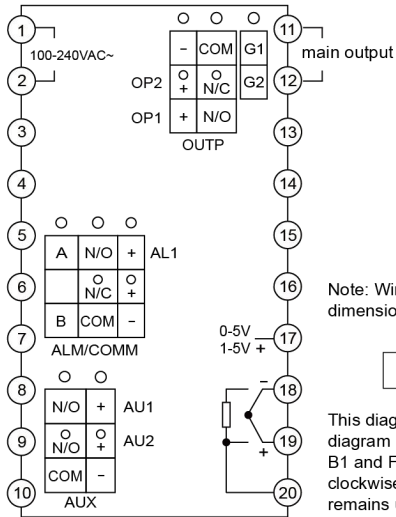 1
100-240VAC~
2
3
4
5
6
7
8
9
10
- COM G1
OP2 + N/C G2
OP1 + N/O
OUTP
A N/O + AL1
N/C +
B COM -
ALM/COMM
N/O + AU1
N/O + AU2
COM -
AUX
11
main output
12
13
14
15
16
0-5V
1-5V + 17
- 18
+ 19
20
Note: Wi
dimensio
This diag
diagram
B1 and F
clockwise
remains